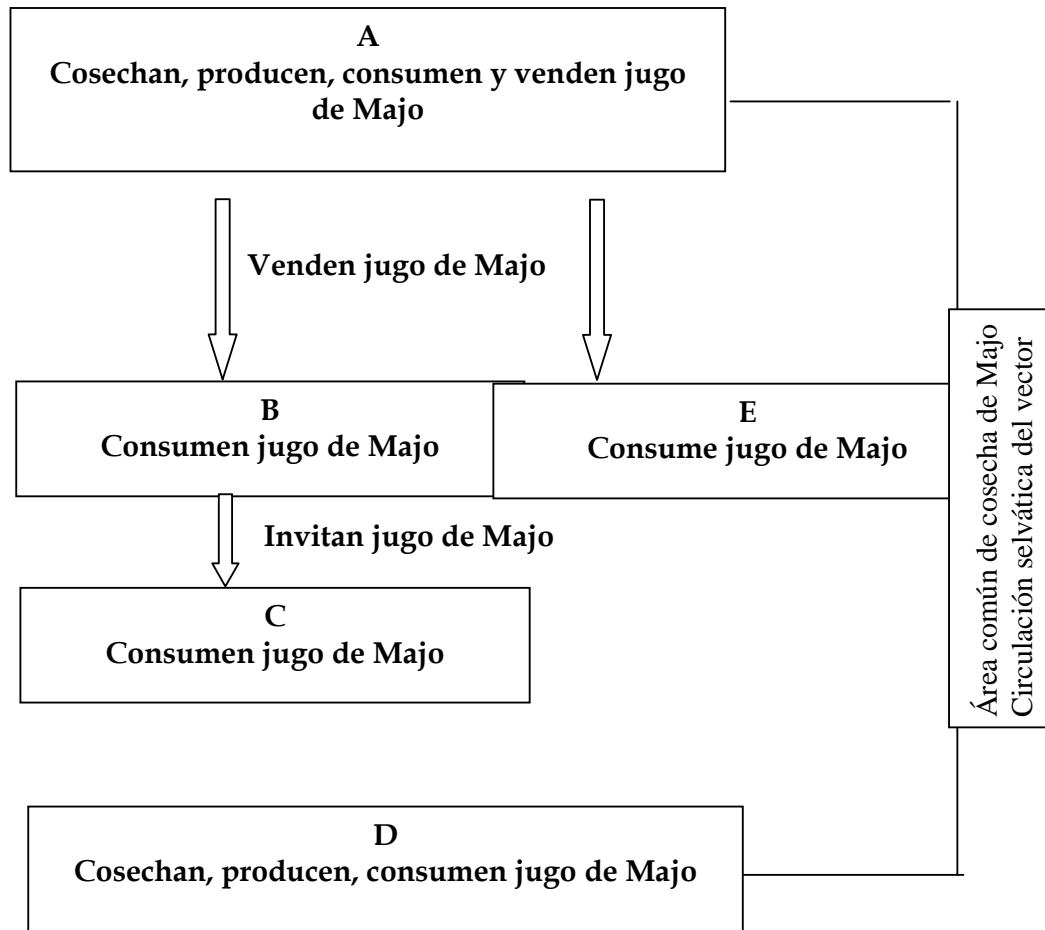 A
Cosechan, producen, consumen y venden jugo
de Majo
Venden jugo de Majo
B
Consumen jugo de Majo
E
Consume jugo de Majo
Invitan jugo de Majo
C
Consumen jugo de Majo
Área común de cosecha de Majo
Circulación selvática del vector
D
Cosechan, producen, consumen jugo de Majo